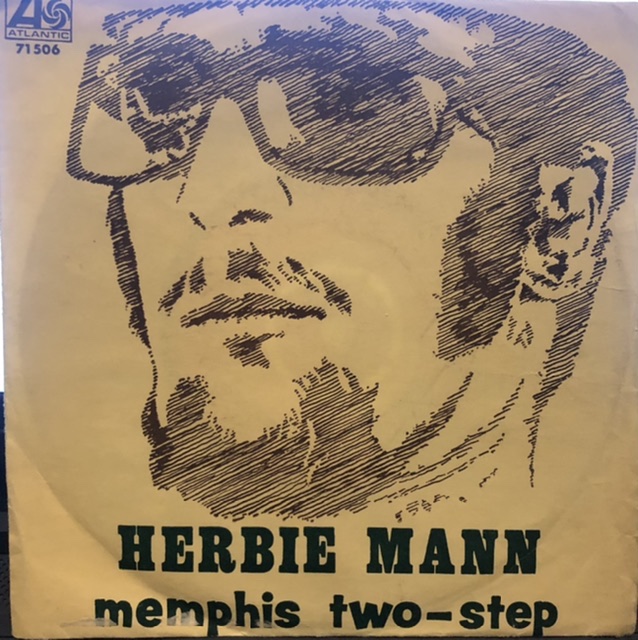 ATLANTIC
71506
HERBIE MANN
memphis two-step